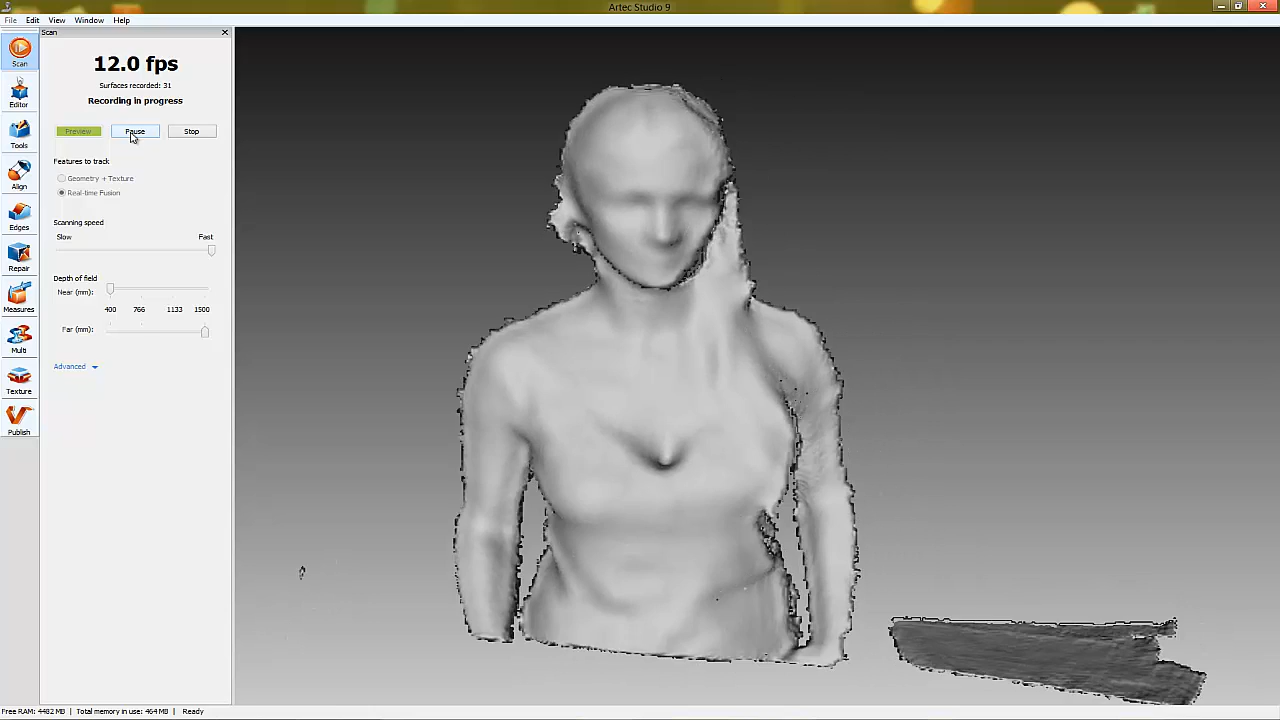 Artec Studio 9
File Edit View Window Help
Scan
12.0 fps
Surfaces recorded: 31
Recording in progress
Preview Pause Stop
Features to track
Geometry + Texture
Real-time Fusion
Scanning speed
Slow Fast
Depth of field
Near (mm):
400 766 1133 1500
Far (mm):
Advanced
Scan
Editor
Tools
Align
Edges
Repair
Measures
Multi
Texture
Publish
Free RAM: 4482 MB | Total memory in use: 464 MB | Ready